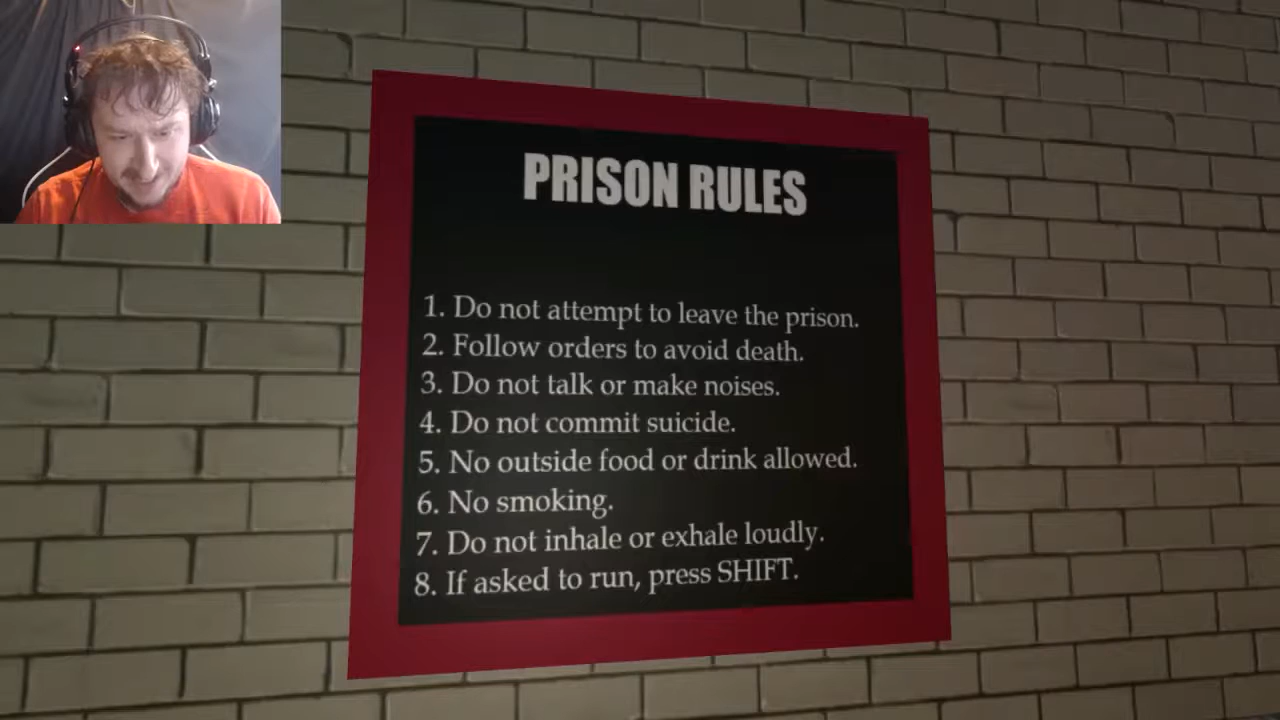 PRISON RULES
1. Do not attempt to leave the prison.
2. Follow orders to avoid death.
3. Do not talk or make noises.
4. Do not commit suicide.
5. No outside food or drink allowed.
6. No smoking.
7. Do not inhale or exhale loudly.
8. If asked to run, press SHIFT.